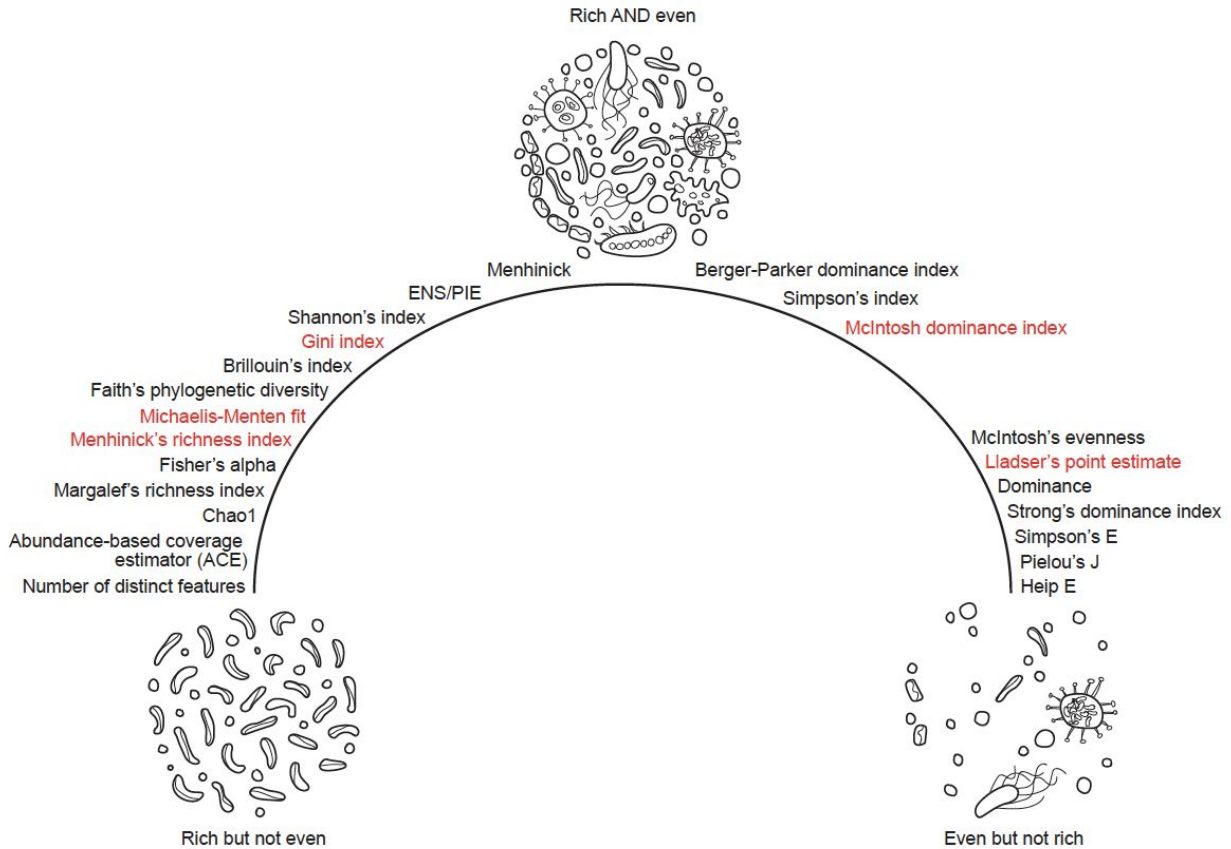 Rich AND even
Menhinick
Berger-Parker dominance index
ENS/PIE
Simpson's index
Shannon's index
McIntosh dominance index
Gini index
Brillouin's index
Faith's phylogenetic diversity
Michaelis-Menten fit
Menhinick's richness index
McIntosh's evenness
Fisher's alpha
Lladser's point estimate
Margalef's richness index
Dominance
Chao1
Strong's dominance index
Abundance-based coverage
estimator (ACE)
Simpson's E
Pielou's J
Number of distinct features
Heip E
Rich but not even
Even but not rich